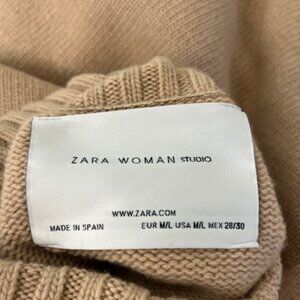 ZARA WOMAN STUDIO
WWW.ZARA.COM
MADE IN SPAIN EUR M/L USA M/L MEX 28/30